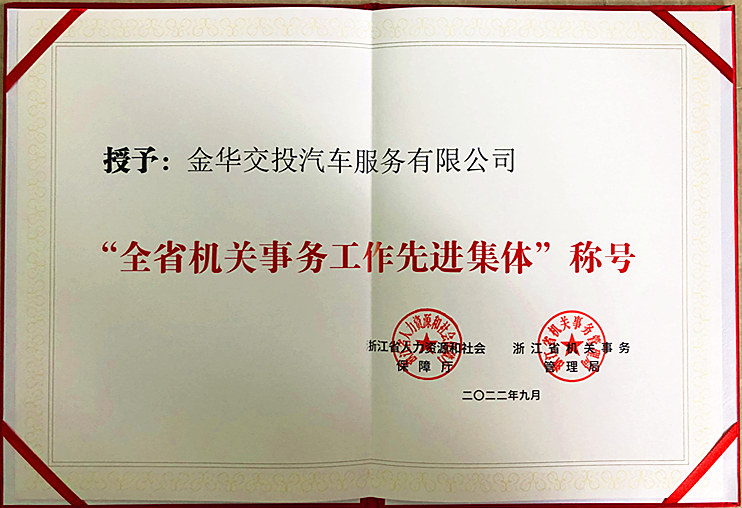 授予：金华交投汽车服务有限公司
“全省机关事务工作先进集体”称号
浙江省人力资源和社会
保障厅
浙江省机关事务
管理局
二〇二二年九月